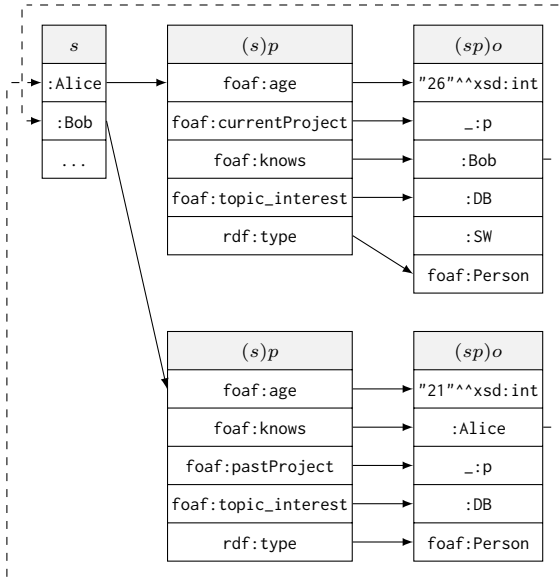 s (s)p (sp)o
:Alice foaf:age "26"^^xsd:int
:Bob foaf:currentProject _:p
... foaf:knows :Bob
foaf:topic_interest :DB
rdf:type :SW
foaf:Person
(s)p (sp)o
foaf:age "21"^^xsd:int
foaf:knows :Alice
foaf:pastProject _:p
foaf:topic_interest :DB
rdf:type foaf:Person